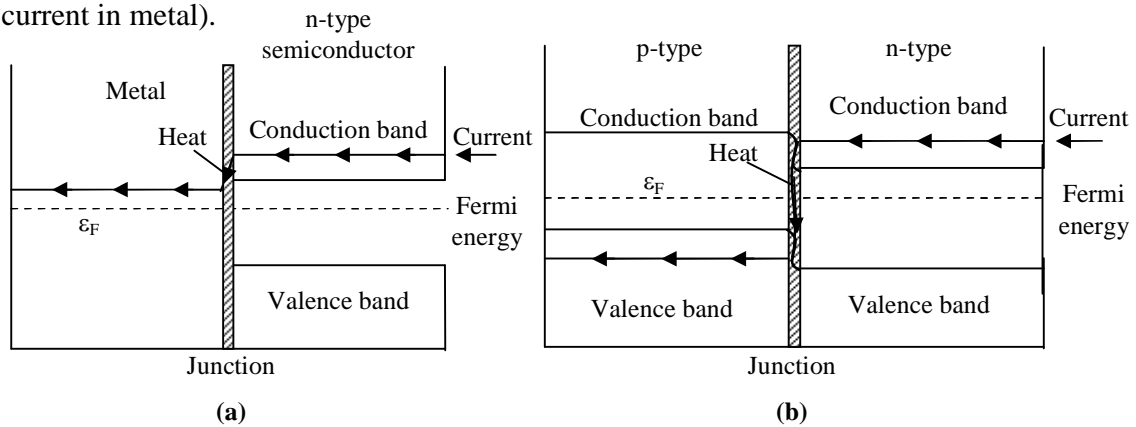 current in metal).
n-type
semiconductor
Metal
Heat
Conduction band
Current
εF
Fermi
energy
Valence band
Junction
(a)
p-type
n-type
Conduction band
Conduction band
Current
Heat
εF
Fermi
energy
Valence band
Valence band
Junction
(b)